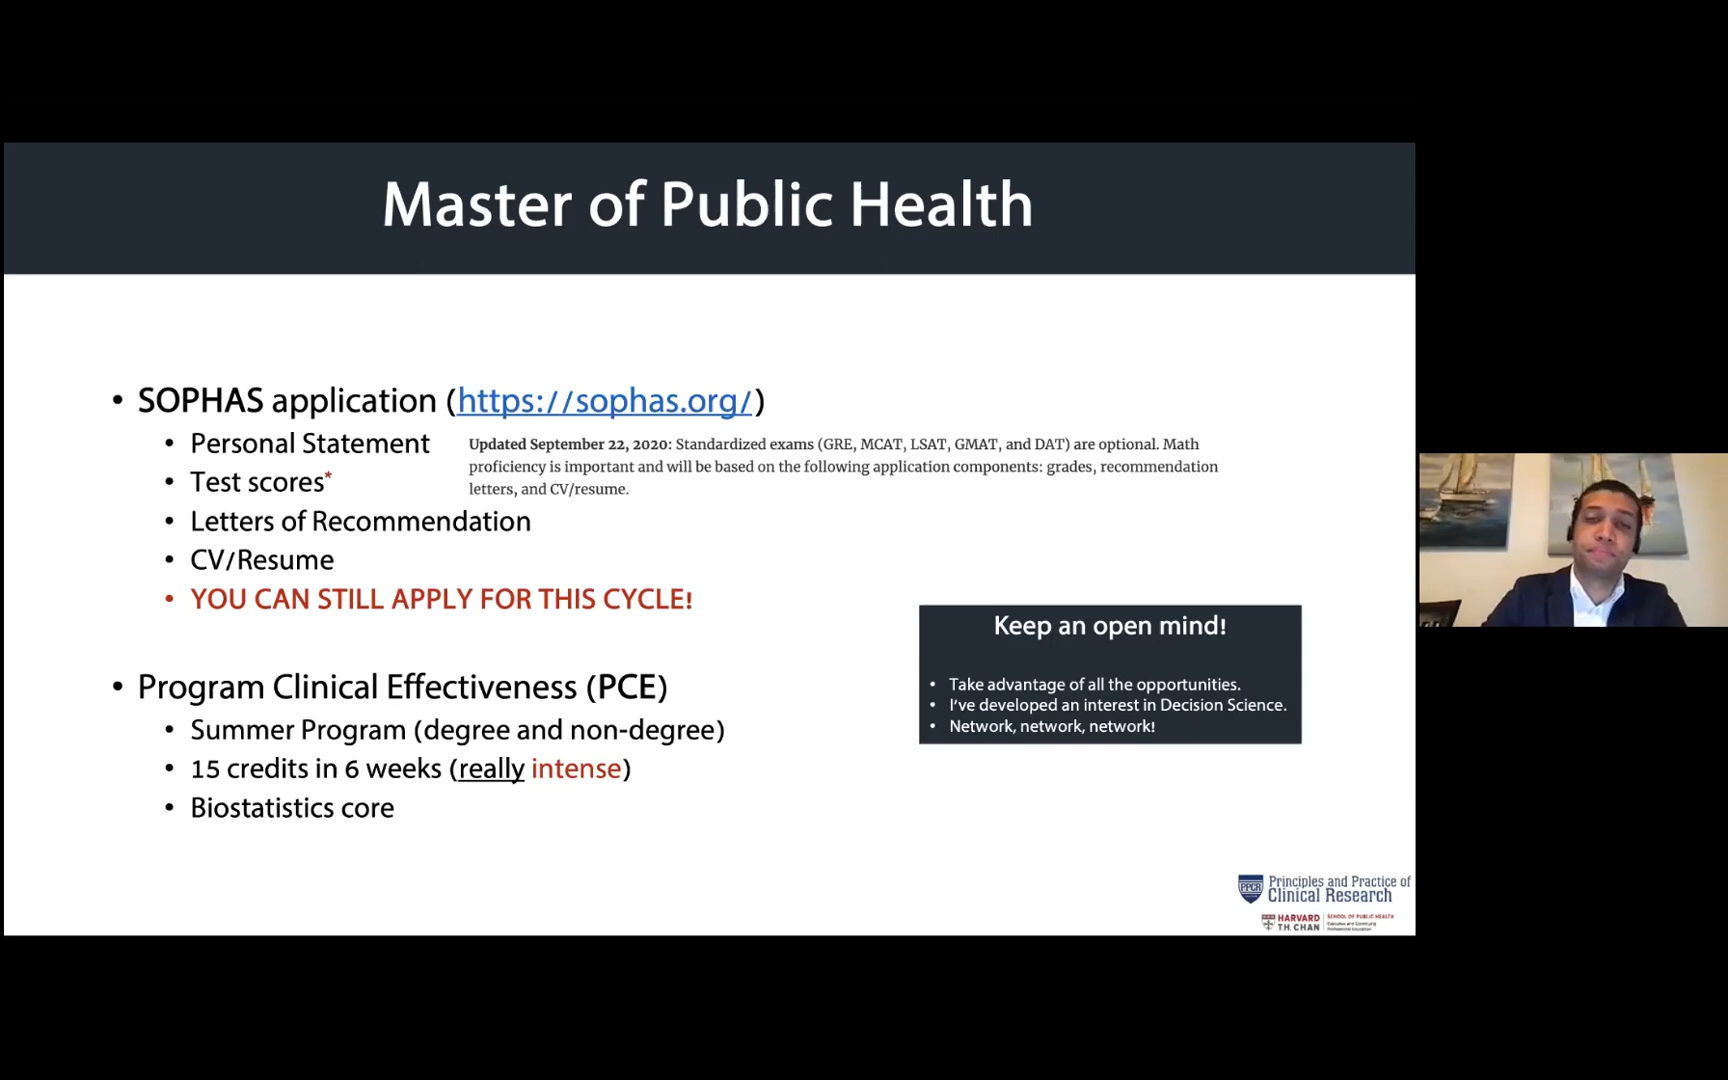 Master of Public Health
• SOPHAS application (https://sophas.org/)
• Personal Statement
• Test scores*
Updated September 22, 2020: Standardized exams (GRE, MCAT, LSAT, GMAT, and DAT) are optional. Math
proficiency is important and will be based on the following application components: grades, recommendation
letters, and CV/resume.
• Letters of Recommendation
• CV/Resume
• YOU CAN STILL APPLY FOR THIS CYCLE!
• Program Clinical Effectiveness (PCE)
• Summer Program (degree and non-degree)
• 15 credits in 6 weeks (really intense)
• Biostatistics core
Keep an open mind!
• Take advantage of all the opportunities.
• I've developed an interest in Decision Science.
• Network, network, network!
PPCR
Principles and Practice of
Clinical Research
HARVARD
T.H. CHAN
SCHOOL OF PUBLIC HEALTH
Executive and Continuing
Professional Education